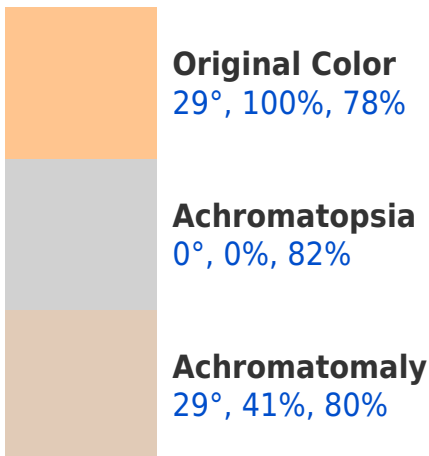 Original Color
29°, 100%, 78%
Achromatopsia
0°, 0%, 82%
Achromatomaly
29°, 41%, 80%